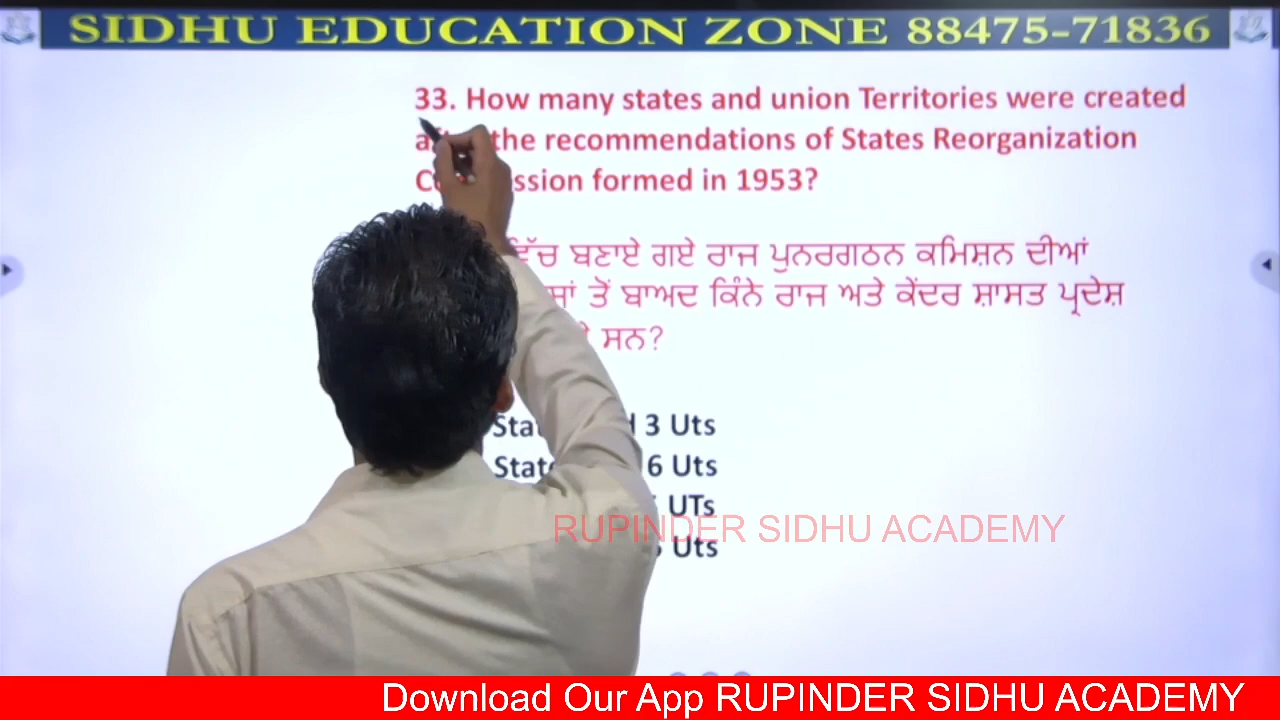 SIDHU EDUCATION ZONE 88475-71836
33. How many states and union Territories were created
the recommendations of States Reorganization
formed in 1953?
ਬਣਾਏ ਗਏ ਰਾਜ ਪੁਨਰਗਠਨ ਕਮਿਸ਼ਨ ਦੀਆਂ
ਤੋਂ ਬਾਅਦ ਕਿੰਨੇ ਰਾਜ ਅਤੇ ਕੇਂਦਰ ਸ਼ਾਸਤ ਪ੍ਰਦੇਸ਼
ਸਨ?
3 Uts
6 Uts
UTs
RUPINDER SIDHU ACADEMY
Uts
Download Our App RUPINDER SIDHU ACADEMY